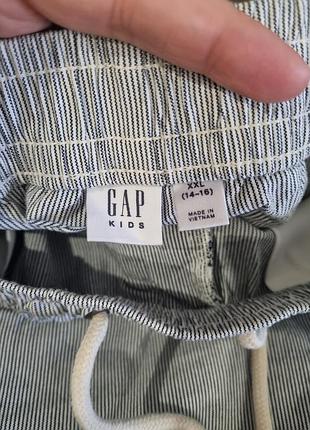 GAP
KIDS
XXL
(14-16)
MADE IN
VIETNAM